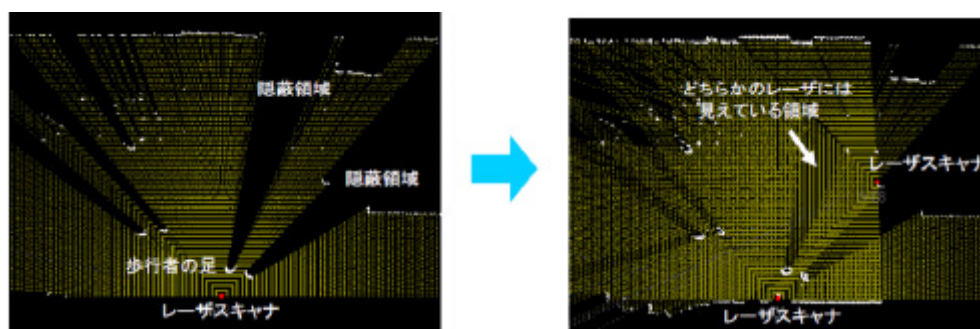 隠蔽領域
隠蔽領域
歩行者の足
レーザスキャナ
どちらかのレーザには
見えている領域
レーザスキャナ
レーザスキャナ